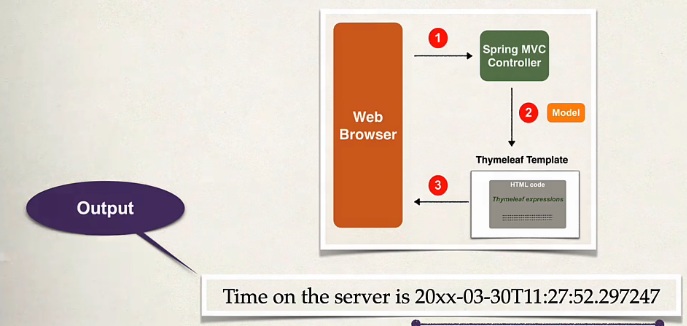 1
Spring MVC
Controller
Web
Browser
2
Model
Thymeleaf Template
HTML code
Thymeleaf expressions
3
Output
Time on the server is 20xx-03-30T11:27:52.297247